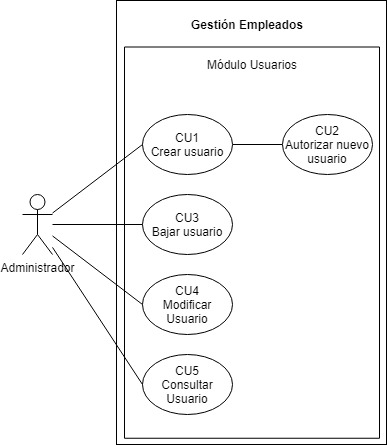 Gestión Empleados
Módulo Usuarios
CU1
Crear usuario
CU2
Autorizar nuevo
usuario
CU3
Bajar usuario
Administrador
CU4
Modificar
Usuario
CU5
Consultar
Usuario